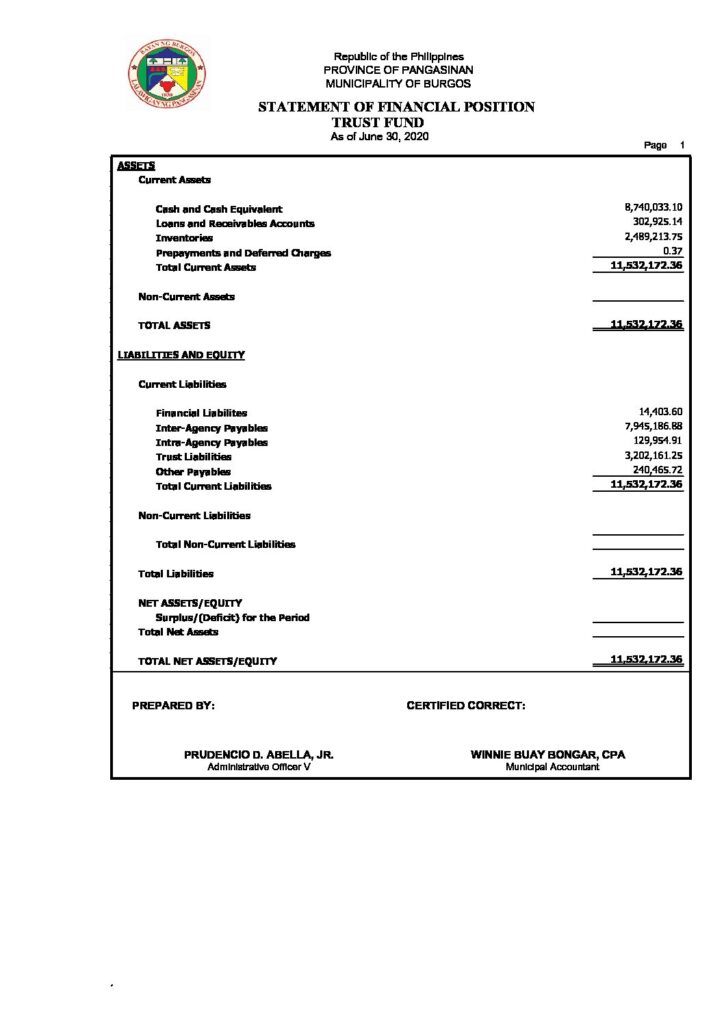 BAYAN NG BURGOS
LALAWIGAN NG PANGASINAN
Republic of the Philippines
PROVINCE OF PANGASINAN
MUNICIPALITY OF BURGOS
STATEMENT OF FINANCIAL POSITION
TRUST FUND
As of June 30, 2020
Page 1
ASSETS
Current Assets
Cash and Cash Equivalent 8,740,033.10
Loans and Receivables Accounts 302,925.14
Inventories 2,489,213.75
Prepayments and Deferred Charges 0.37
Total Current Assets 11,532,172.36
Non-Current Assets
TOTAL ASSETS 11,532,172.36
LIABILITIES AND EQUITY
Current Liabilities
Financial Liabilites 14,403.60
Inter-Agency Payables 7,945,186.88
Intra-Agency Payables 129,954.91
Trust Liabilities 3,202,161.25
Other Payables 240,465.72
Total Current Liabilities 11,532,172.36
Non-Current Liabilities
Total Non-Current Liabilities
Total Liabilities 11,532,172.36
NET ASSETS/EQUITY
Surplus/(Deficit) for the Period
Total Net Assets
TOTAL NET ASSETS/EQUITY 11,532,172.36
PREPARED BY: CERTIFIED CORRECT:
PRUDENCIO D. ABELLA, JR. WINNIE BUAY BONGAR, CPA
Administrative Officer V Municipal Accountant